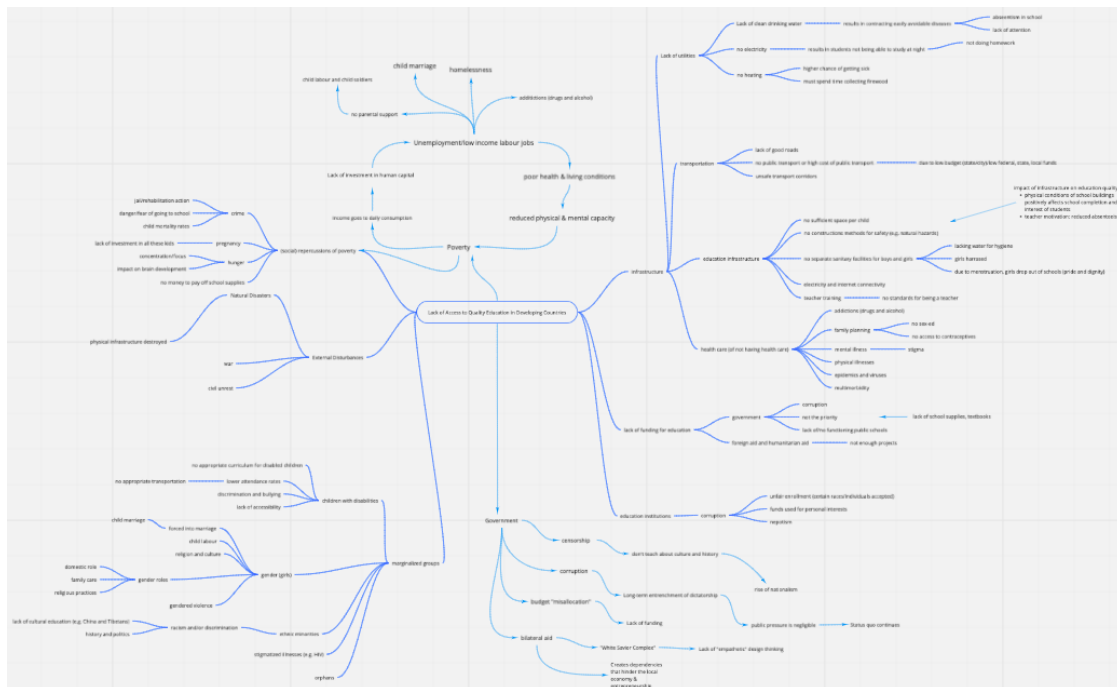 Lack of Access to Quality Education in Developing Countries
Poverty
Income goes to daily consumption
Lack of investment in human capital
Unemployment/low income labour jobs
no parental support
child labour and child soldiers
child marriage
homelessness
addictions (drugs and alcohol)
poor health & living conditions
reduced physical & mental capacity
(social) repercussions of poverty
crime
jail/rehabilitation action
danger/fear of going to school
child mortality rates
pregnancy
lack of investment in all these kids
hunger
concentration/focus
impact on brain development
no money to pay off school supplies
External Disturbances
Natural Disasters
physical infrastructure destroyed
war
civil unrest
marginalized groups
children with disabilities
no appropriate curriculum for disabled children
lower attendance rates
no appropriate transportation
discrimination and bullying
lack of accessibility
gender (girls)
forced into marriage
child marriage
child labour
religion and culture
gender roles
domestic role
family care
religious practices
gendered violence
ethnic minorities
racism and/or discrimination
lack of cultural education (e.g. China and Tibetans)
history and politics
stigmatized illnesses (e.g. HIV)
orphans
Government
censorship
don't teach about culture and history
rise of nationalism
corruption
Long-term entrenchment of dictatorship
public pressure is negligible
Status quo continues
budget "misallocation"
Lack of funding
bilateral aid
"White Savior Complex"
Lack of "empathetic" design thinking
Creates dependencies
that hinder the local
economy &
infrastructure
Lack of utilities
Lack of clean drinking water
results in contracting easily avoidable diseases
absenteeism in school
lack of attention
no electricity
results in students not being able to study at night
not doing homework
no heating
higher chance of getting sick
must spend time collecting firewood
transportation
lack of good roads
no public transport or high cost of public transport
due to low budget (state/city) low federal, state, local funds
unsafe transport corridors
education infrastructure
no sufficient space per child
no constructions methods for safety (e.g. natural hazards)
no separate sanitary facilities for boys and girls
lacking water for hygiene
girls harrased
due to menstruation, girls drop out of schools (pride and dignity)
electricity and internet connectivity
teacher training
no standards for being a teacher
impact of infrastructure on education quality
physical conditions of school buildings
positively affects school completion and
interest of students
teacher motivation: reduced absenteeis
health care (of not having health care)
addictions (drugs and alcohol)
family planning
no sex-ed
no access to contraceptives
mental illness
stigma
physical illnesses
epidemics and viruses
multimorbidity
lack of funding for education
government
corruption
not the priority
lack of school supplies, textbooks
lack of/no functioning public schools
foreign aid and humanitarian aid
not enough projects
education institutions
corruption
unfair enrollment (certain races/individuals accepted)
funds used for personal interests
nepotism
infrastructure